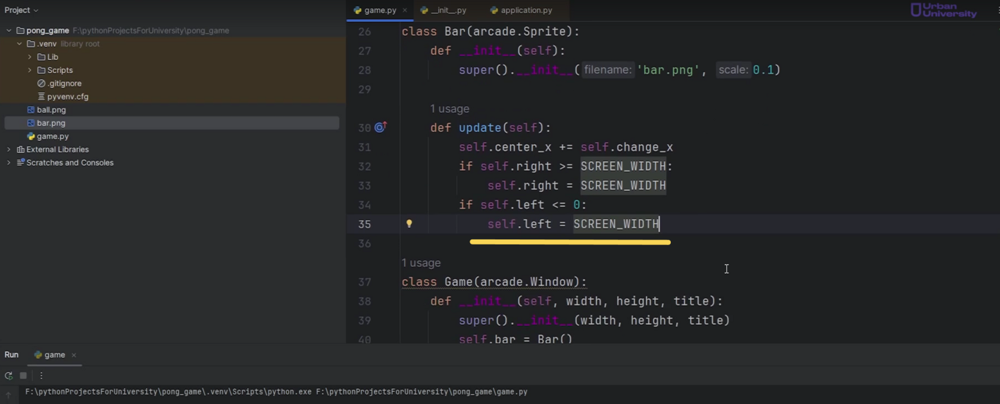 Project
pong_game F:\pythonProjectsForUniversity\pong_game
.venv library root
Lib
Scripts
.gitignore
pyvenv.cfg
ball.png
bar.png
game.py
External Libraries
Scratches and Consoles
game.py __init__.py application.py
Urban
University
26 class Bar(arcade.Sprite):
27 def __init__(self):
28 super().__init__( filename: 'bar.png', scale: 0.1)
29
1 usage
30 def update(self):
31 self.center_x += self.change_x
32 if self.right >= SCREEN_WIDTH:
33 self.right = SCREEN_WIDTH
34 if self.left <= 0:
35 self.left = SCREEN_WIDTH
36
1 usage
37 class Game(arcade.Window):
38 def __init__(self, width, height, title):
39 super().__init__(width, height, title)
40 self.bar = Bar()
Run game
F:\pythonProjectsForUniversity\pong_game\.venv\Scripts\python.exe F:\pythonProjectsForUniversity\pong_game\game.py